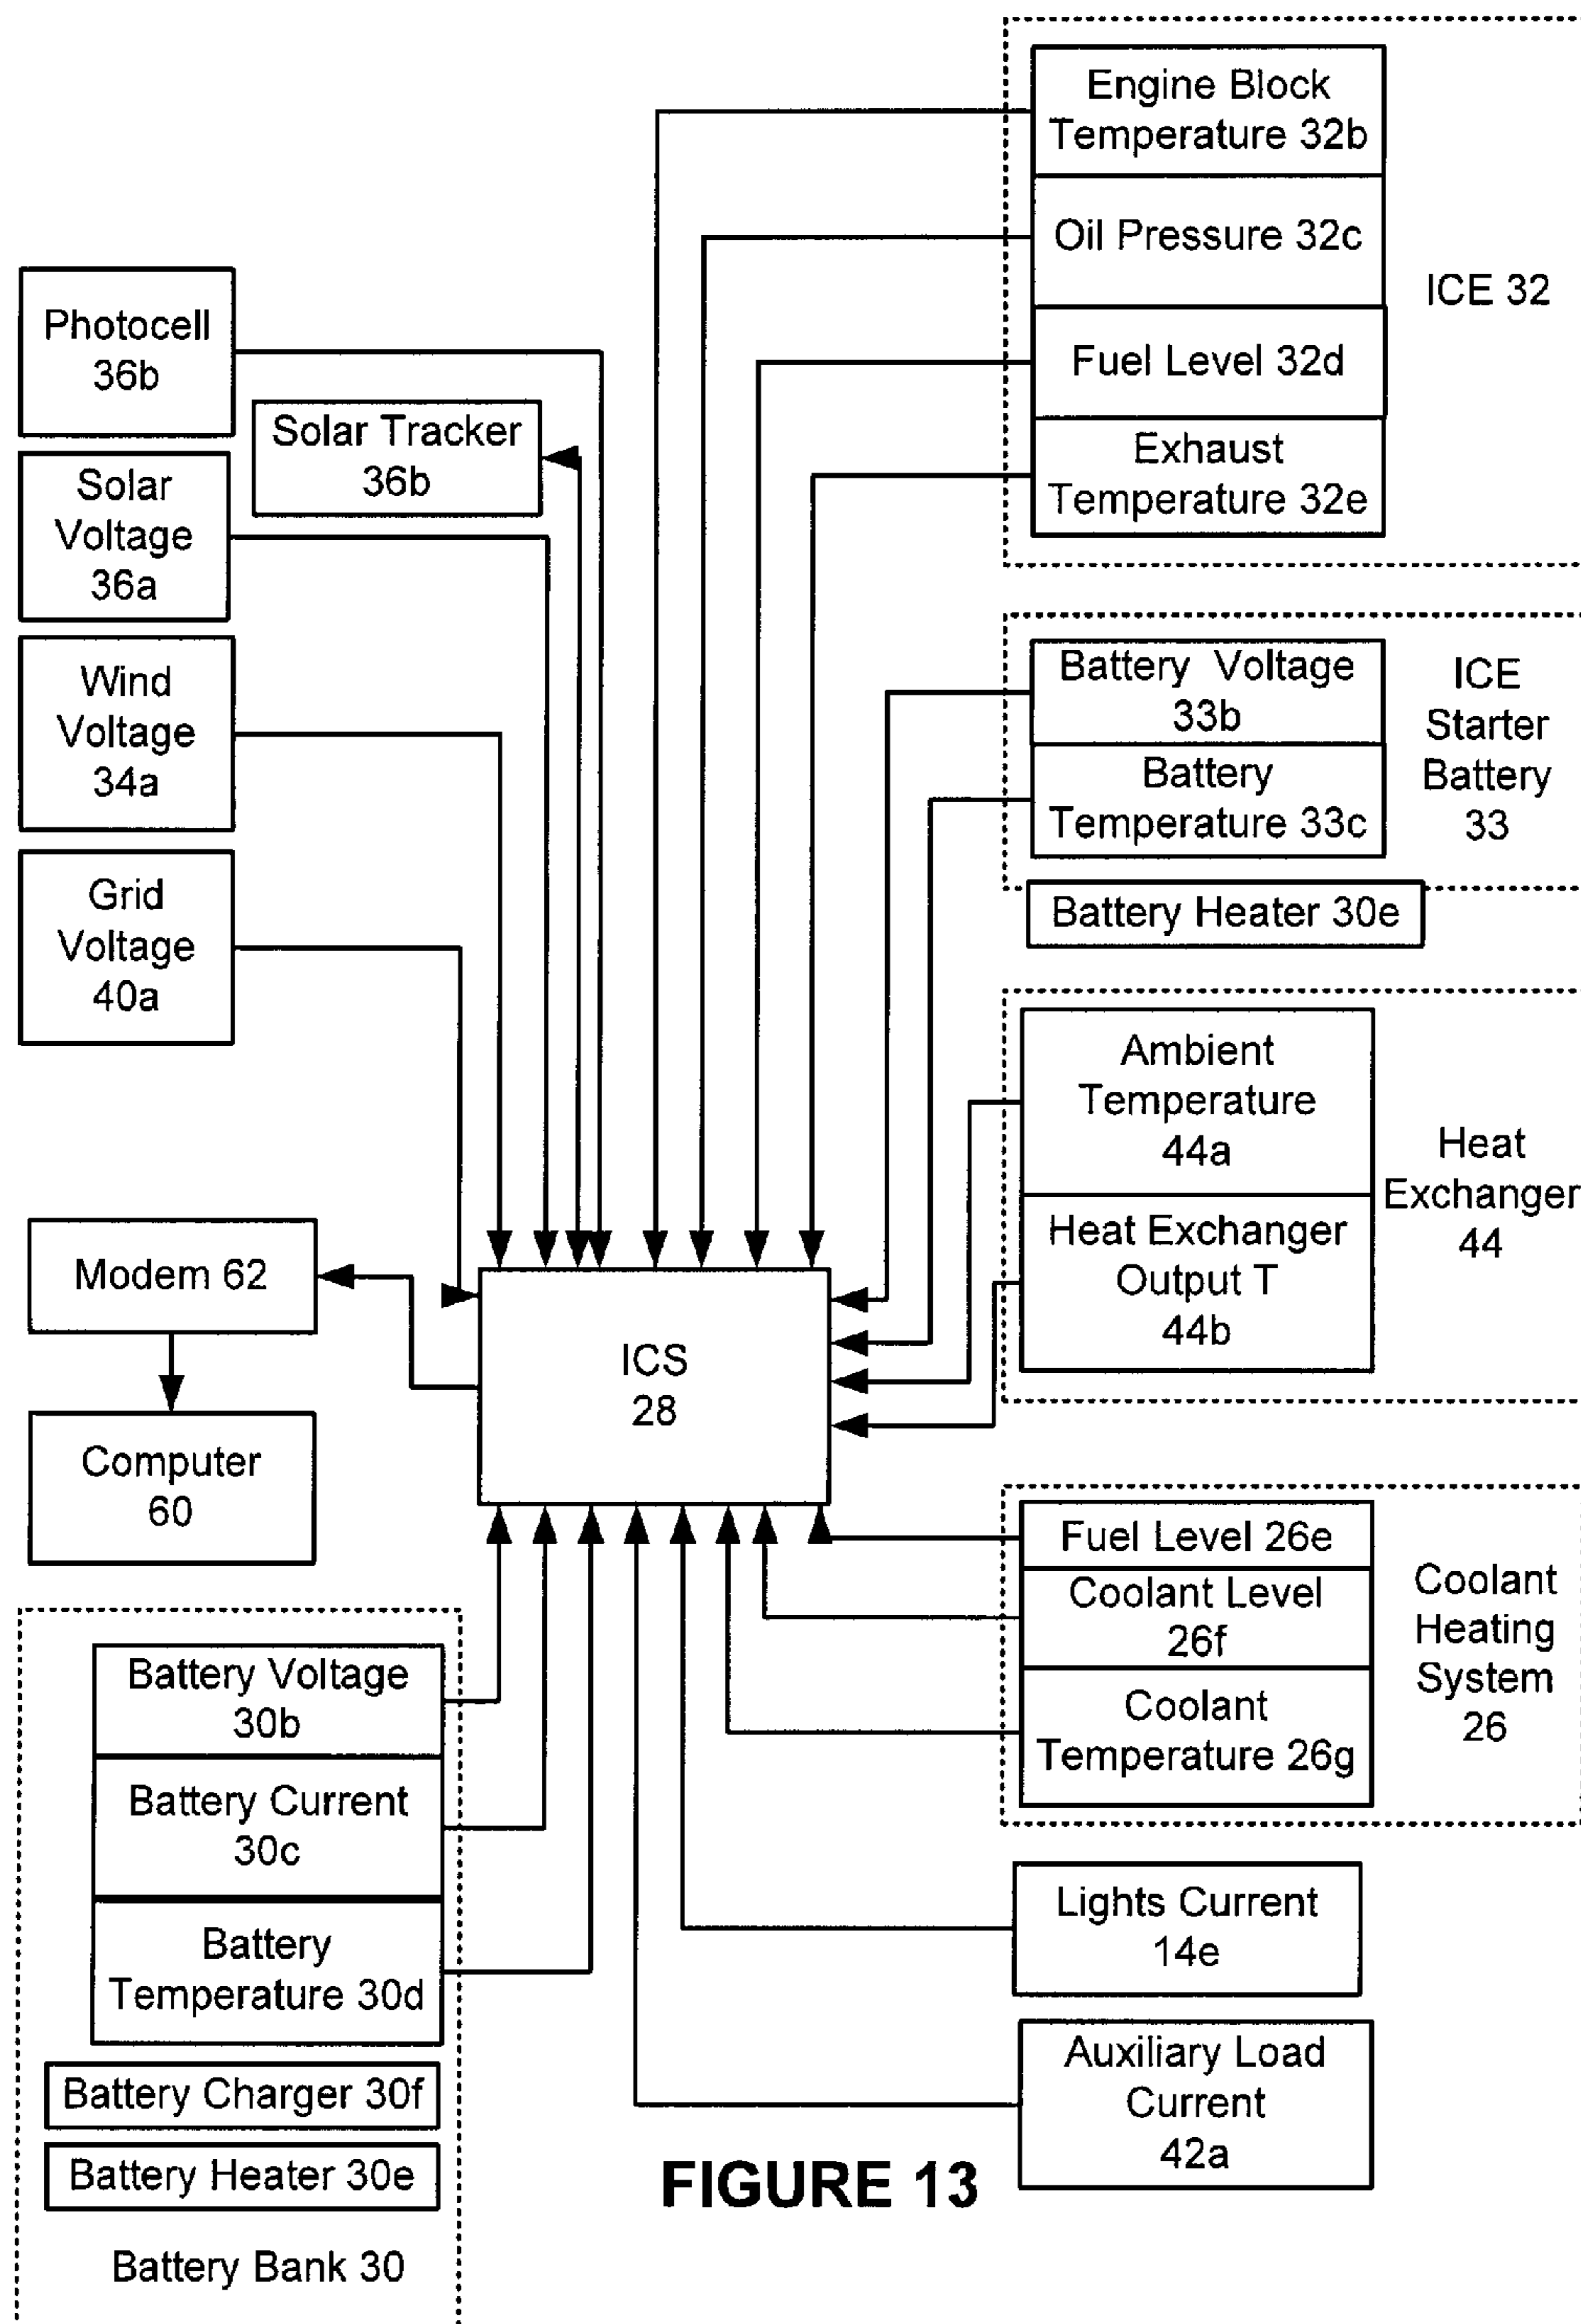 Engine Block
Temperature 32b
Oil Pressure 32c
ICE 32
Fuel Level 32d
Exhaust
Temperature 32e
Photocell
36b
Solar Tracker
36b
Solar
Voltage
36a
Wind
Voltage
34a
Grid
Voltage
40a
Battery Voltage
33b
Battery
Temperature 33c
ICE
Starter
Battery
33
Battery Heater 30e
Ambient
Temperature
44a
Heat Exchanger
Output T
44b
Heat
Exchanger
44
Modem 62
Computer
60
ICS
28
Fuel Level 26e
Coolant Level
26f
Coolant
Temperature 26g
Coolant
Heating
System
26
Battery Voltage
30b
Battery Current
30c
Battery
Temperature 30d
Battery Charger 30f
Battery Heater 30e
Battery Bank 30
Lights Current
14e
Auxiliary Load
Current
42a
FIGURE 13